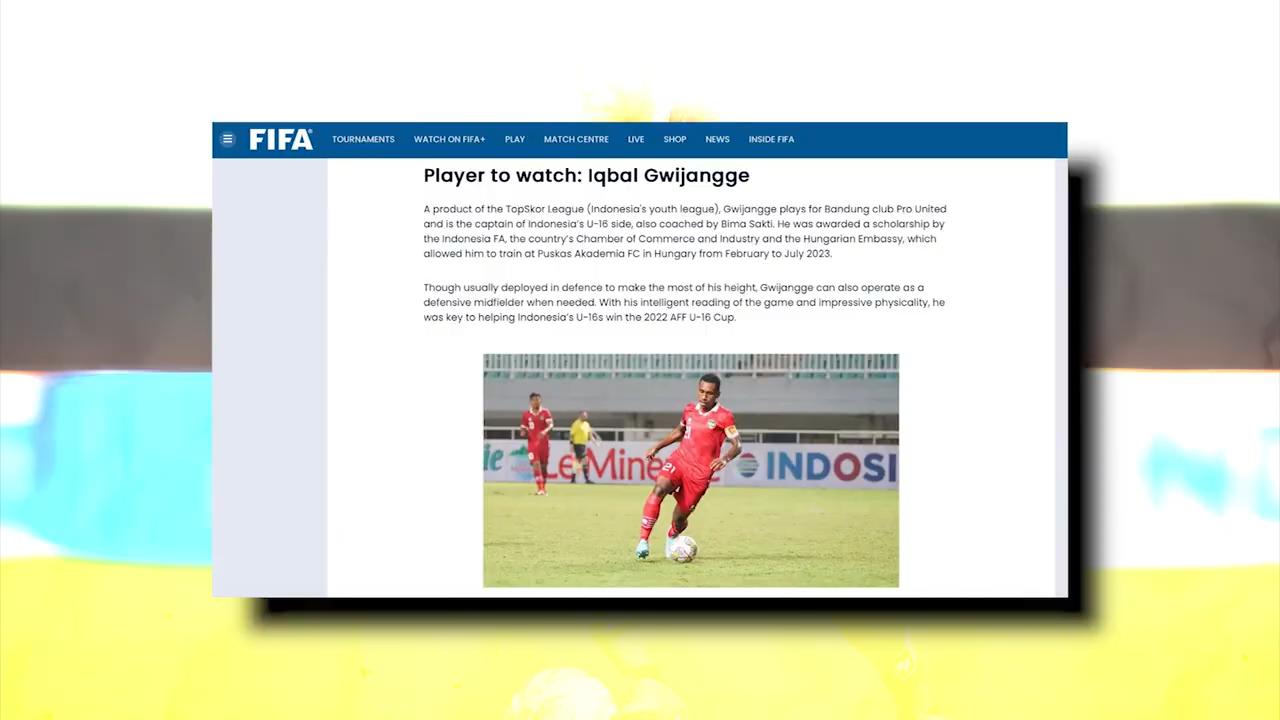 FIFA
TOURNAMENTS WATCH ON FIFA+ PLAY MATCH CENTRE LIVE SHOP NEWS INSIDE FIFA
Player to watch: Iqbal Gwijangge
A product of the TopSkor League (Indonesia's youth league), Gwijangge plays for Bandung club Pro United
and is the captain of Indonesia's U-16 side, also coached by Bima Sakti. He was awarded a scholarship by
the Indonesia FA, the country's Chamber of Commerce and Industry and the Hungarian Embassy, which
allowed him to train at Puskas Akademia FC in Hungary from February to July 2023.
Though usually deployed in defence to make the most of his height, Gwijangge can also operate as a
defensive midfielder when needed. With his intelligent reading of the game and impressive physicality, he
was key to helping Indonesia's U-16s win the 2022 AFF U-16 Cup.
Le Mine
INDOSI
21
21